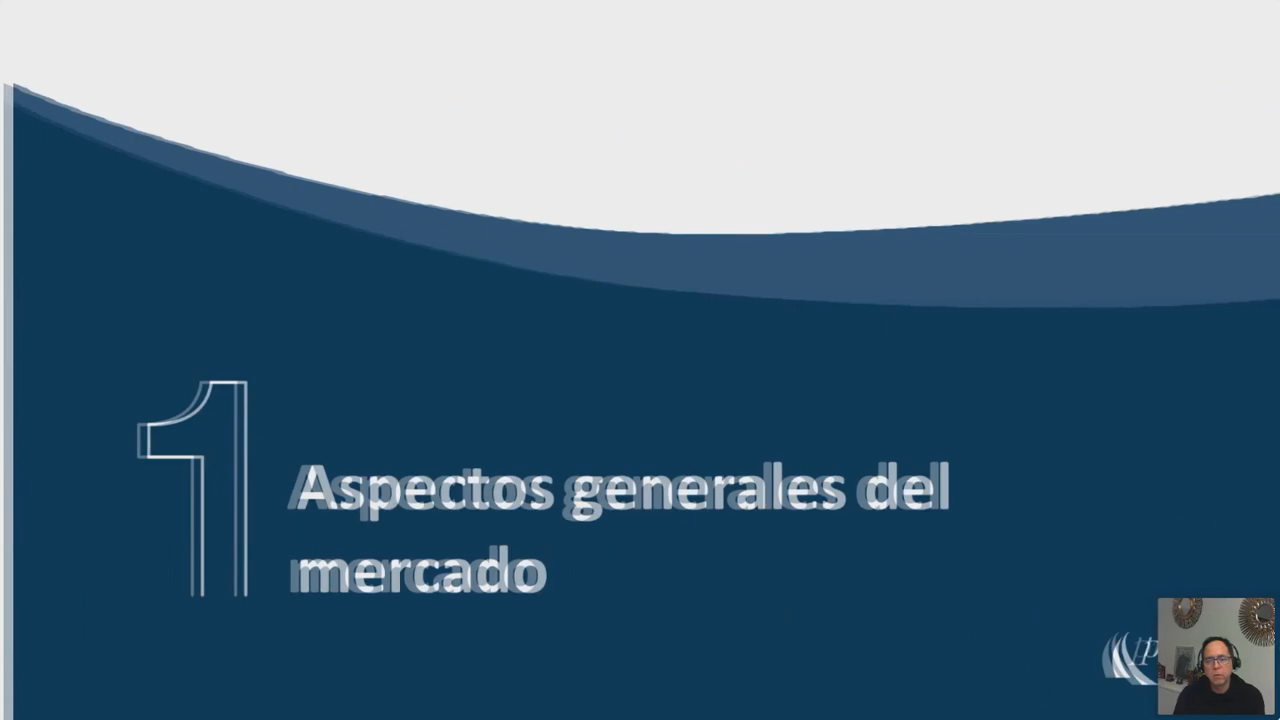 1
Aspectos generales del
mercado